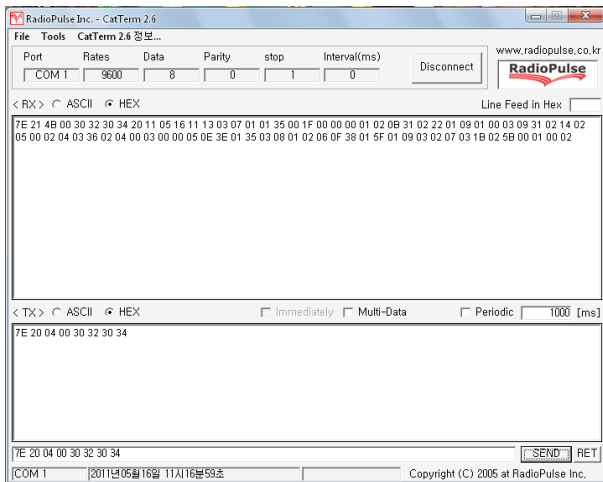 RadioPulse Inc. - CatTerm 2.6
File Tools CatTerm 2.6 정보...
www.radiopulse.co.kr
Port Rates Data Parity stop Interval(ms)
COM 1 9600 8 0 1 0
Disconnect
RadioPulse
< RX > ASCII HEX Line Feed in Hex
7E 21 4B 00 30 32 30 34 20 11 05 16 11 13 03 07 01 01 35 00 1F 00 00 00 01 02 0B 31 02 22 01 09 01 00 03 09 31 02 14 02
05 00 02 04 03 36 02 04 00 03 00 00 05 0E 3E 01 35 03 08 01 02 06 0F 38 01 5F 01 09 03 02 07 03 1B 02 5B 00 01 00 02
< TX > ASCII HEX Immediately Multi-Data Periodic 1000 [ms]
7E 20 04 00 30 32 30 34
7E 20 04 00 30 32 30 34 SEND RET
COM 1 2011년05월16일 11시16분59초 Copyright (C) 2005 at RadioPulse Inc.